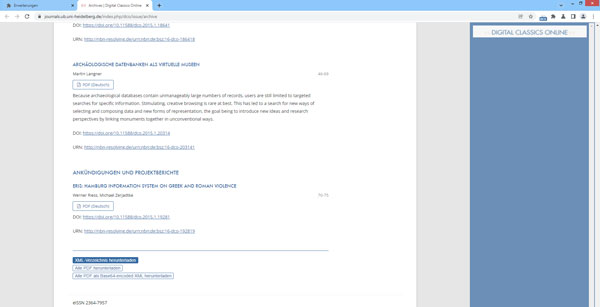 Erweiterungen
Archives | Digital Classics Online
journals.ub.uni-heidelberg.de/index.php/dco/issue/archive
DIGITAL CLASSICS ONLINE
DOI: https://doi.org/10.11588/dco.2015.1.18641
URN: http://nbn-resolving.de/urn:nbn:de:bsz:16-dco-186418
ARCHÄOLOGISCHE DATENBANKEN ALS VIRTUELLE MUSEEN
Martin Langner
PDF (Deutsch)
Because archaeological databases contain unmanageably large numbers of records, users are still limited to targeted
searches for specific information. Stimulating, creative browsing is rare at best. This has led to a search for new ways of
selecting and computing data and new forms of representation, the goal being to introduce new ideas and research
perspectives by linking monuments together in unconventional ways.
DOI: https://doi.org/10.11588/dco.2015.1.20314
URN: http://nbn-resolving.de/urn:nbn:de:bsz:16-dco-203141
ANKÜNDIGUNGEN UND PROJEKTBERICHTE
ERIS: HAMBURG INFORMATION SYSTEM ON GREEK AND ROMAN VIOLENCE
Werner Riess, Michael Zerjadtke
70-75
PDF (Deutsch)
DOI: https://doi.org/10.11588/dco.2015.1.19281
URN: http://nbn-resolving.de/urn:nbn:de:bsz:16-dco-192819
XML-Verzeichnis herunterladen
Alle PDF herunterladen
Alle PDF als Base64-encoded XML herunterladen
eISSN 2364-7957